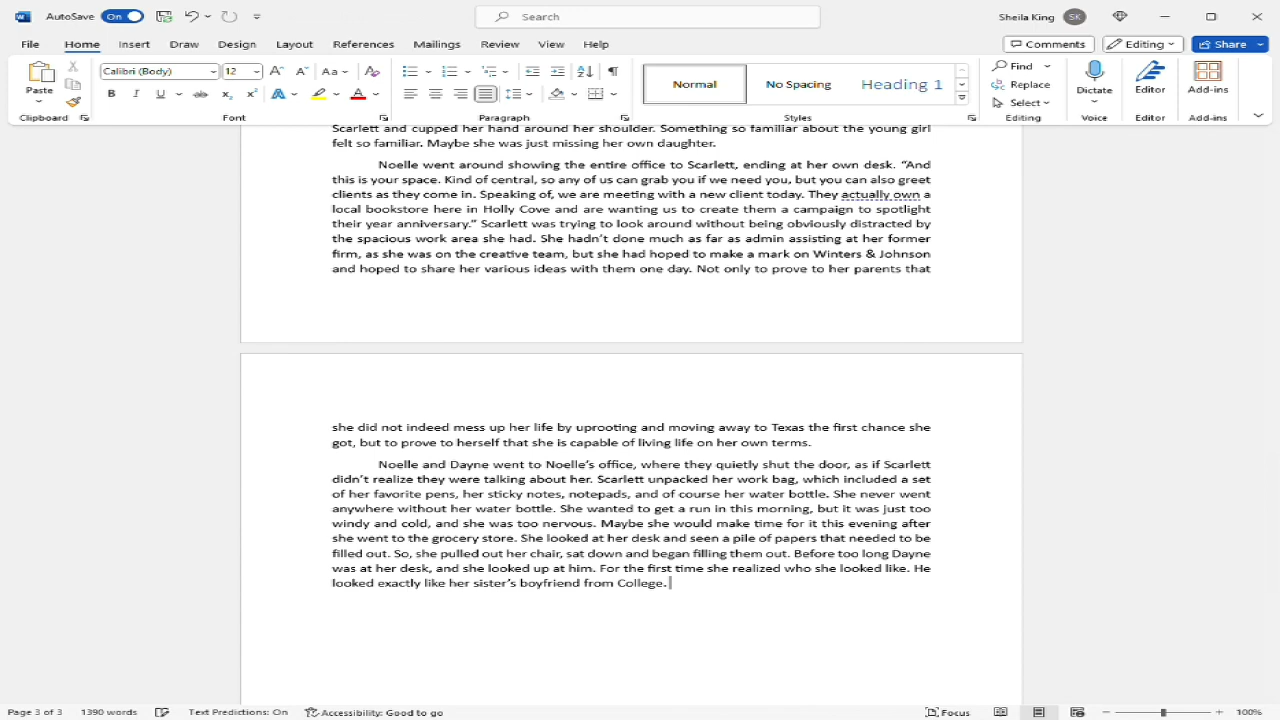 AutoSave On Search Sheila King SK
File Home Insert Draw Design Layout References Mailings Review View Help Comments Editing Share
Paste Calibri (Body) 12 Aa Normal No Spacing Heading 1 Find Replace Select Dictate Editor Add-ins
Clipboard Font Paragraph Styles Editing Voice Editor Add-ins
Scarlett and cupped her hand around her shoulder. Something so familiar about the young girl
felt so familiar. Maybe she was just missing her own daughter.
Noelle went around showing the entire office to Scarlett, ending at her own desk. “And
this is your space. Kind of central, so any of us can grab you if we need you, but you can also greet
clients as they come in. Speaking of, we are meeting with a new client today. They actually own a
local bookstore here in Holly Cove and are wanting us to create them a campaign to spotlight
their year anniversary.” Scarlett was trying to look around without being obviously distracted by
the spacious work area she had. She hadn’t done much as far as admin assisting at her former
firm, as she was on the creative team, but she had hoped to make a mark on Winters & Johnson
and hoped to share her various ideas with them one day. Not only to prove to her parents that
she did not indeed mess up her life by uprooting and moving away to Texas the first chance she
got, but to prove to herself that she is capable of living life on her own terms.
Noelle and Dayne went to Noelle’s office, where they quietly shut the door, as if Scarlett
didn’t realize they were talking about her. Scarlett unpacked her work bag, which included a set
of her favorite pens, her sticky notes, notepads, and of course her water bottle. She never went
anywhere without her water bottle. She wanted to get a run in this morning, but it was just too
windy and cold, and she was too nervous. Maybe she would make time for it this evening after
she went to the grocery store. She looked at her desk and seen a pile of papers that needed to be
filled out. So, she pulled out her chair, sat down and began filling them out. Before too long Dayne
was at her desk, and she looked up at him. For the first time she realized who she looked like. He
looked exactly like her sister’s boyfriend from College.
Page 3 of 3 1390 words Text Predictions: On Accessibility: Good to go Focus 100%